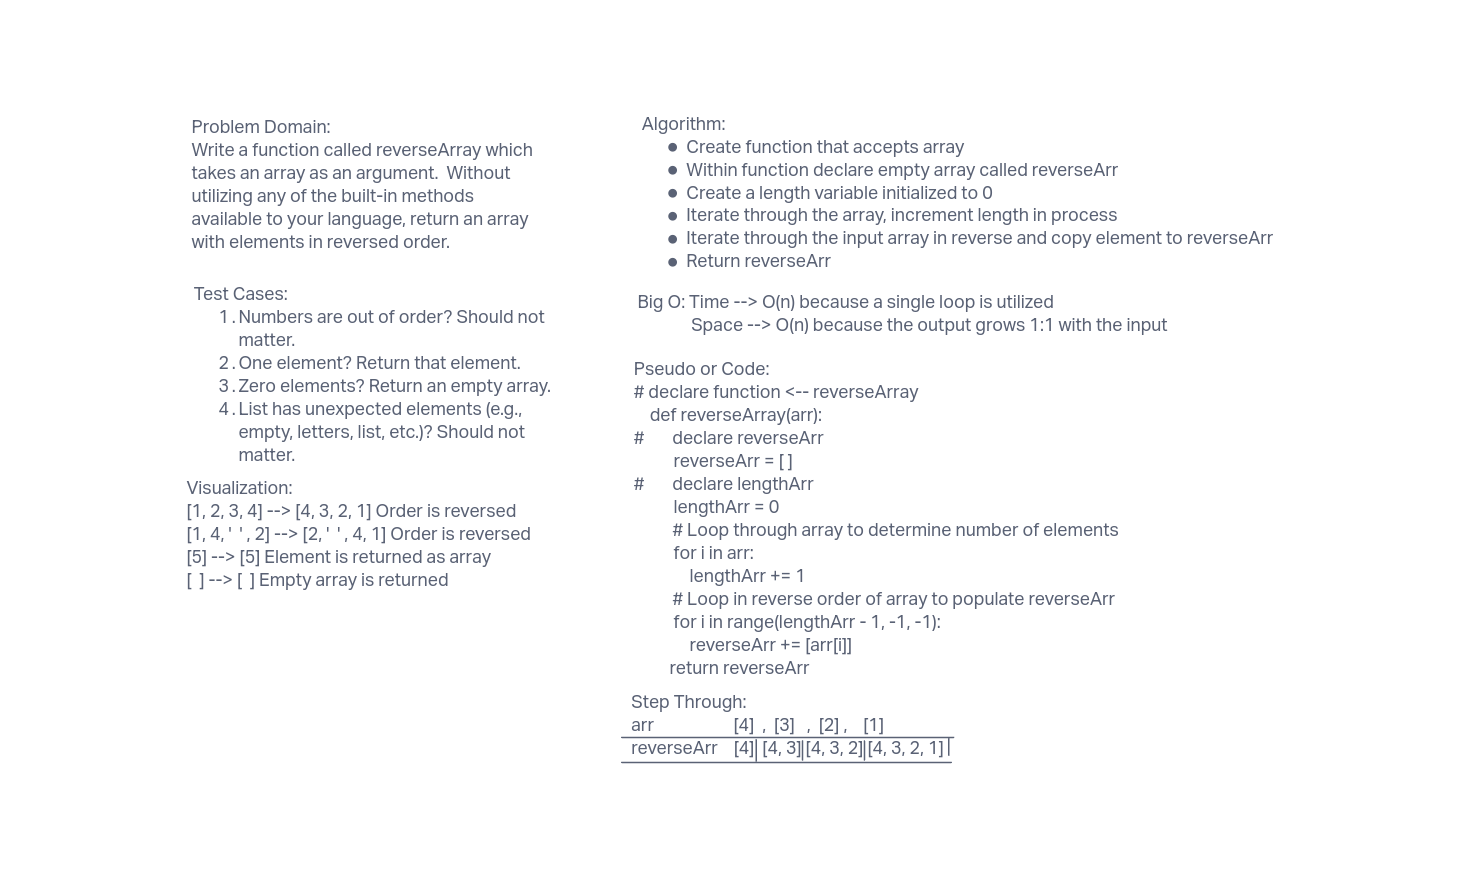 Problem Domain:
Write a function called reverseArray which
takes an array as an argument.  Without
utilizing any of the built-in methods
available to your language, return an array
with elements in reversed order.
Test Cases:
1. Numbers are out of order? Should not
matter.
2. One element? Return that element.
3. Zero elements? Return an empty array.
4. List has unexpected elements (e.g.,
empty, letters, list, etc.)? Should not
matter.
Visualization:
[1, 2, 3, 4] --> [4, 3, 2, 1] Order is reversed
[1, 4, ' ' , 2] --> [2, ' ' , 4, 1] Order is reversed
[5] --> [5] Element is returned as array
[ ] --> [ ] Empty array is returned
Algorithm:
● Create function that accepts array
● Within function declare empty array called reverseArr
● Create a length variable initialized to 0
● Iterate through the array, increment length in process
● Iterate through the input array in reverse and copy element to reverseArr
● Return reverseArr
Big O: Time --> O(n) because a single loop is utilized
Space --> O(n) because the output grows 1:1 with the input
Pseudo or Code:
# declare function <-- reverseArray
def reverseArray(arr):
# declare reverseArr
reverseArr = [ ]
# declare lengthArr
lengthArr = 0
# Loop through array to determine number of elements
for i in arr:
lengthArr += 1
# Loop in reverse order of array to populate reverseArr
for i in range(lengthArr - 1, -1, -1):
reverseArr += [arr[i]]
return reverseArr
Step Through:
arr [4] , [3] , [2] , [1]
reverseArr [4] [4, 3] [4, 3, 2] [4, 3, 2, 1]